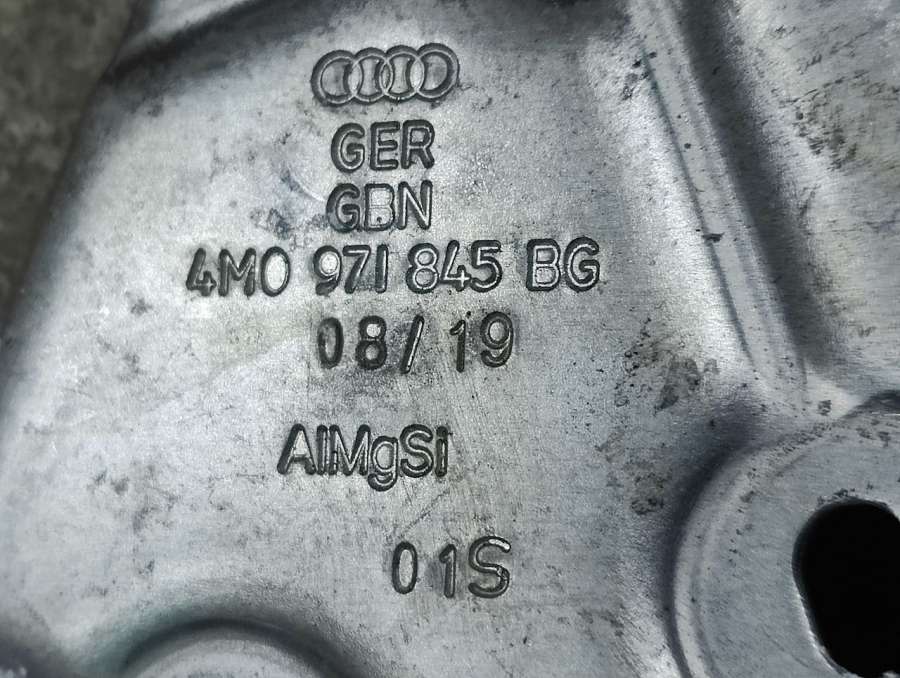 GER
GBN
4M0 971 845 BG
08/19
AlMgSi
01S